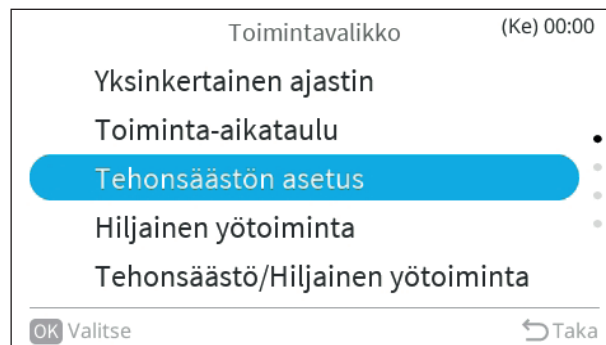 Toimintavalikko (Ke) 00:00
Yksinkertainen ajastin
Toiminta-aikataulu
Tehonsäästön asetus
Hiljainen yötoiminta
Tehonsäästö/Hiljainen yötoiminta
OK Valitse Taka